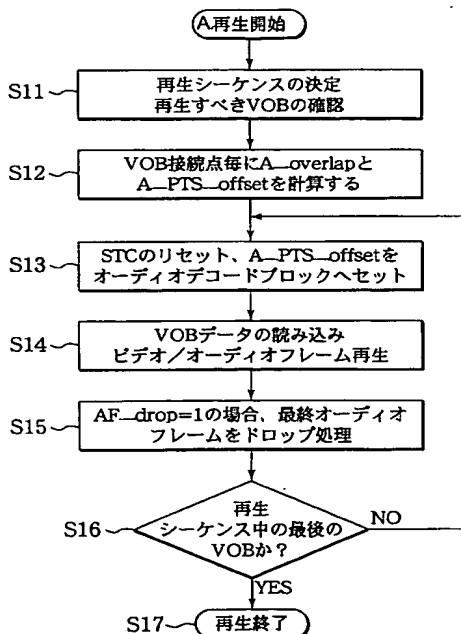 A再生開始
S11
再生シーケンスの決定
再生すべきVOBの確認
S12
VOB接続点毎にA_overlapと
A_PTS_offsetを計算する
S13
STCのリセット、A_PTS_offsetを
オーディオデコードブロックへセット
S14
VOBデータの読み込み
ビデオ/オーディオフレーム再生
S15
AF_drop=1の場合、最終オーディオ
フレームをドロップ処理
S16
再生
シーケンス中の最後の
VOBか?
NO
YES
S17
再生終了